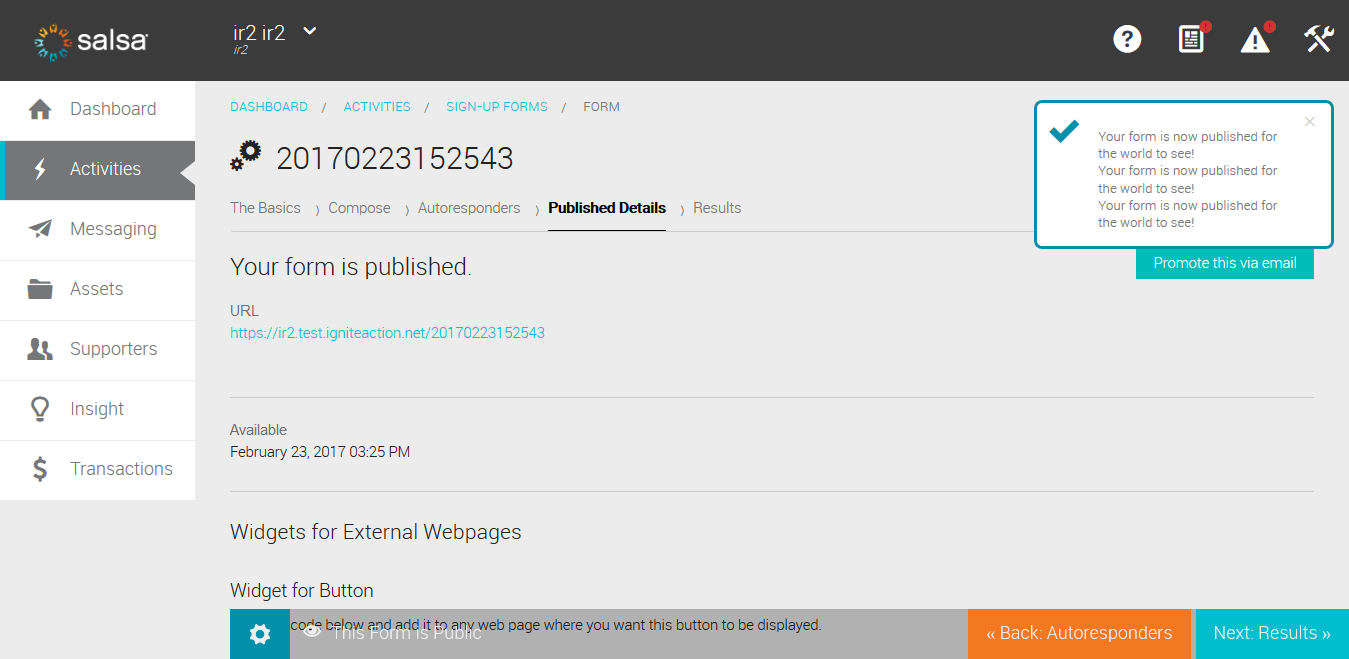 salsa
ir2 ir2
ir2
?
Dashboard
Activities
Messaging
Assets
Supporters
Insight
Transactions
DASHBOARD / ACTIVITIES / SIGN-UP FORMS / FORM
20170223152543
The Basics › Compose › Autoresponders › Published Details › Results
Your form is now published for
the world to see!
Your form is now published for
the world to see!
Your form is now published for
the world to see!
Your form is published.
Promote this via email
URL
https://ir2.test.igniteaction.net/20170223152543
Available
February 23, 2017 03:25 PM
Widgets for External Webpages
Widget for Button
code below and add it to any web page where you want this button to be displayed.
This Form is Public
« Back: Autoresponders
Next: Results »